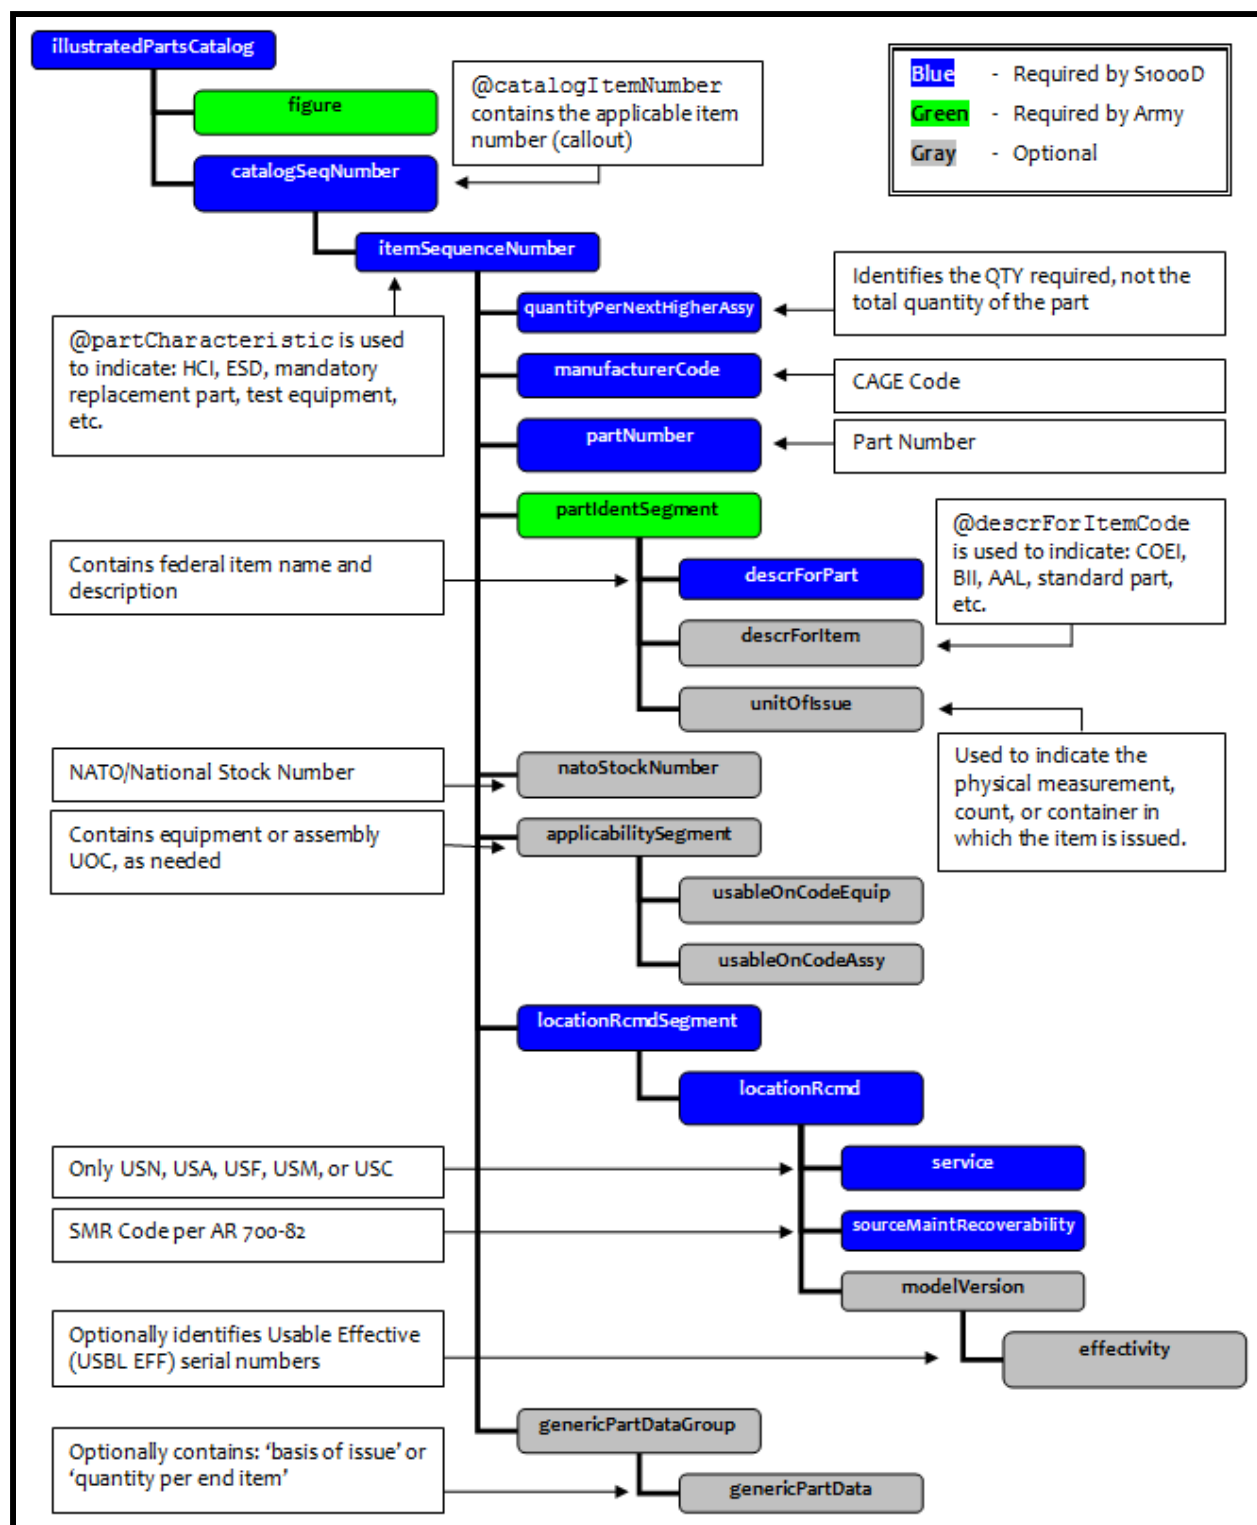 illustratedPartsCatalog
figure
@catalogItemNumber
contains the applicable item
number (callout)
Blue - Required by S1000D
Green - Required by Army
Gray - Optional
catalogSeqNumber
itemSequenceNumber
Identifies the QTY required, not the
total quantity of the part
quantityPerNextHigherAssy
@partCharacteristic is used
to indicate: HCI, ESD, mandatory
replacement part, test equipment,
etc.
manufacturerCode
CAGE Code
partNumber
Part Number
partIdentSegment
@descrForItemCode
is used to indicate: COEI,
BII, AAL, standard part,
etc.
Contains federal item name and
description
descrForPart
descrForItem
unitOfIssue
Used to indicate the
physical measurement,
count, or container in
which the item is issued.
NATO/National Stock Number
natoStockNumber
Contains equipment or assembly
UOC, as needed
applicabilitySegment
usableOnCodeEquip
usableOnCodeAssy
locationRcmdSegment
locationRcmd
Only USN, USA, USF, USM, or USC
service
SMR Code per AR 700-82
sourceMaintRecoverability
modelVersion
Optionally identifies Usable Effective
(USBL EFF) serial numbers
effectivity
genericPartDataGroup
Optionally contains: ‘basis of issue’ or
‘quantity per end item’
genericPartData